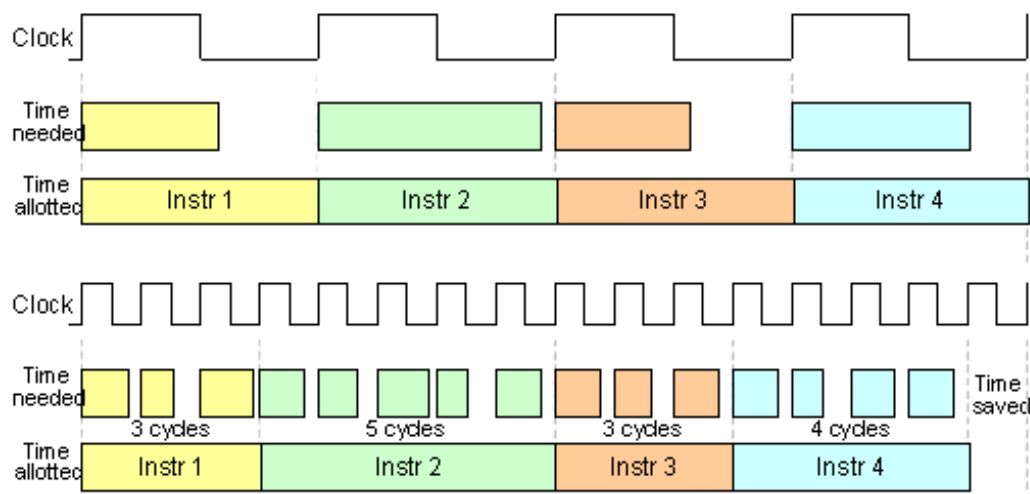 Clock
Time
needed
Time
allotted
Instr 1 Instr 2 Instr 3 Instr 4
Clock
Time
needed
Time
saved
3 cycles 5 cycles 3 cycles 4 cycles
Time
allotted
Instr 1 Instr 2 Instr 3 Instr 4